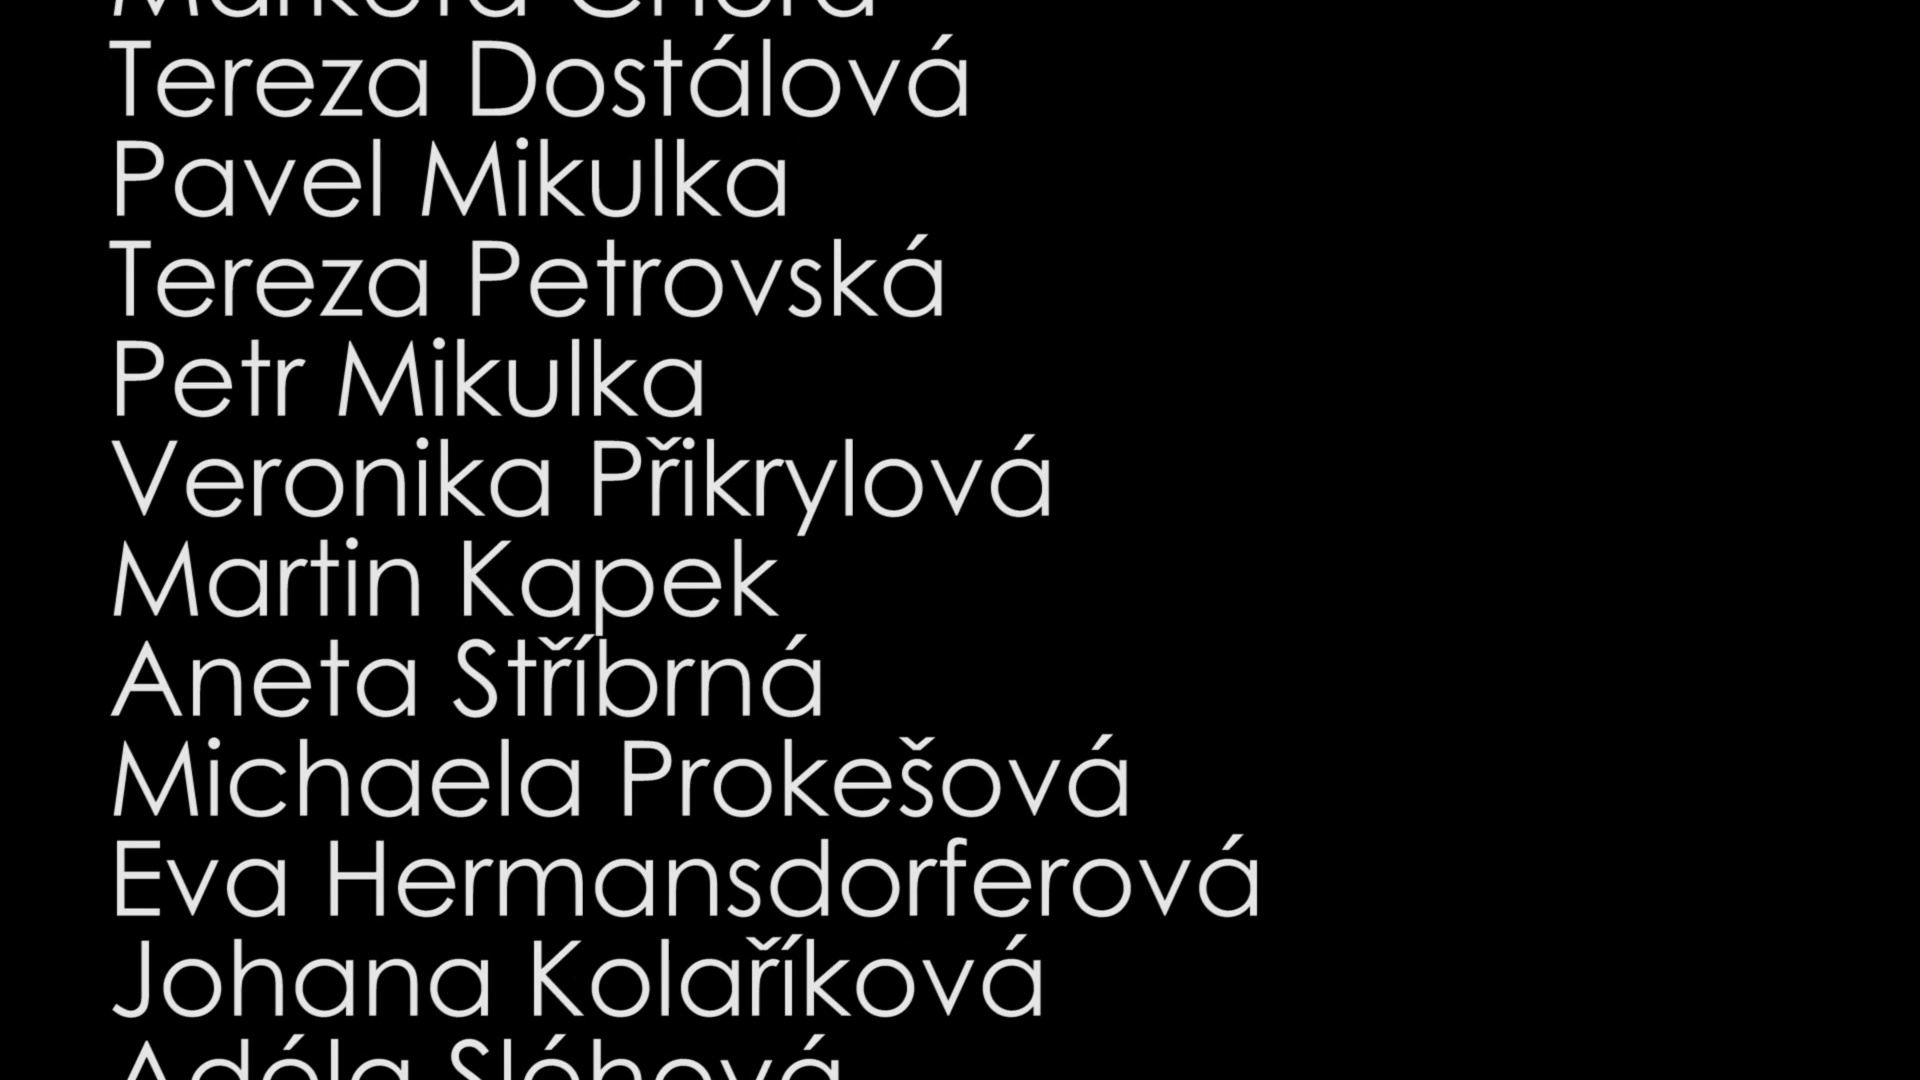 Tereza Dostálová
Pavel Mikulka
Tereza Petrovská
Petr Mikulka
Veronika Přikrylová
Martin Kapek
Aneta Stříbrná
Michaela Prokešová
Eva Hermansdorferová
Johana Kolaříková
Adéla